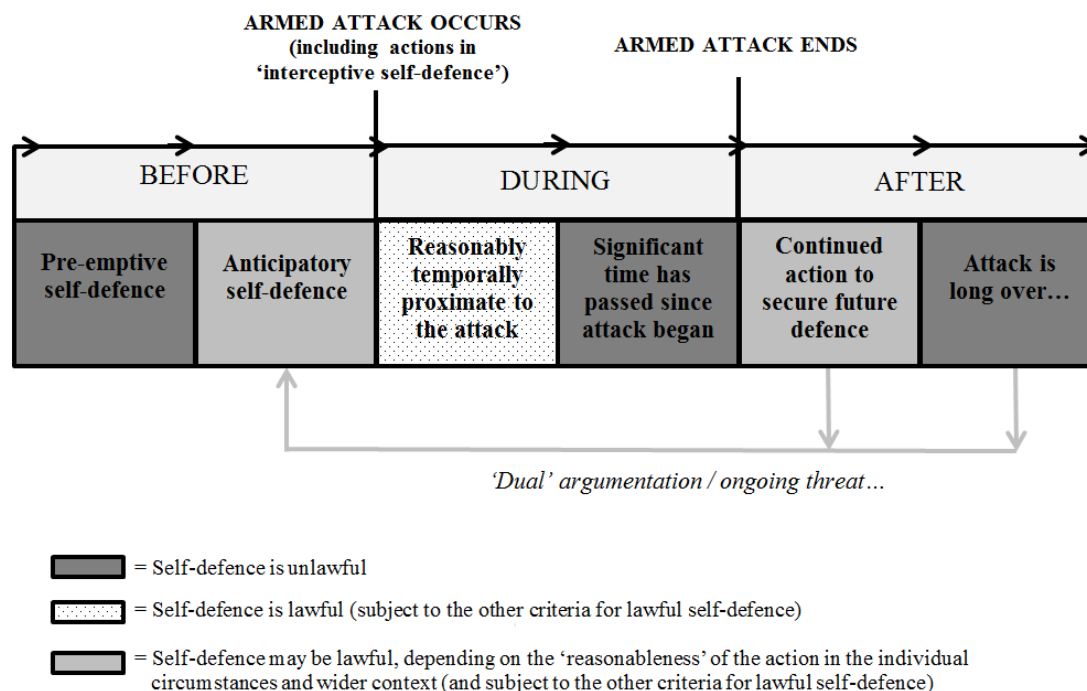 ARMED ATTACK OCCURS
(including actions in
‘interceptive self-defence’)
ARMED ATTACK ENDS
BEFORE
DURING
AFTER
Pre-emptive
self-defence
Anticipatory
self-defence
Reasonably
temporally
proximate to
the attack
Significant
time has
passed since
attack began
Continued
action to
secure future
defence
Attack is
long over…
‘Dual’ argumentation / ongoing threat…
= Self-defence is unlawful
= Self-defence is lawful (subject to the other criteria for lawful self-defence)
= Self-defence may be lawful, depending on the ‘reasonableness’ of the action in the individual
circumstances and wider context (and subject to the other criteria for lawful self-defence)